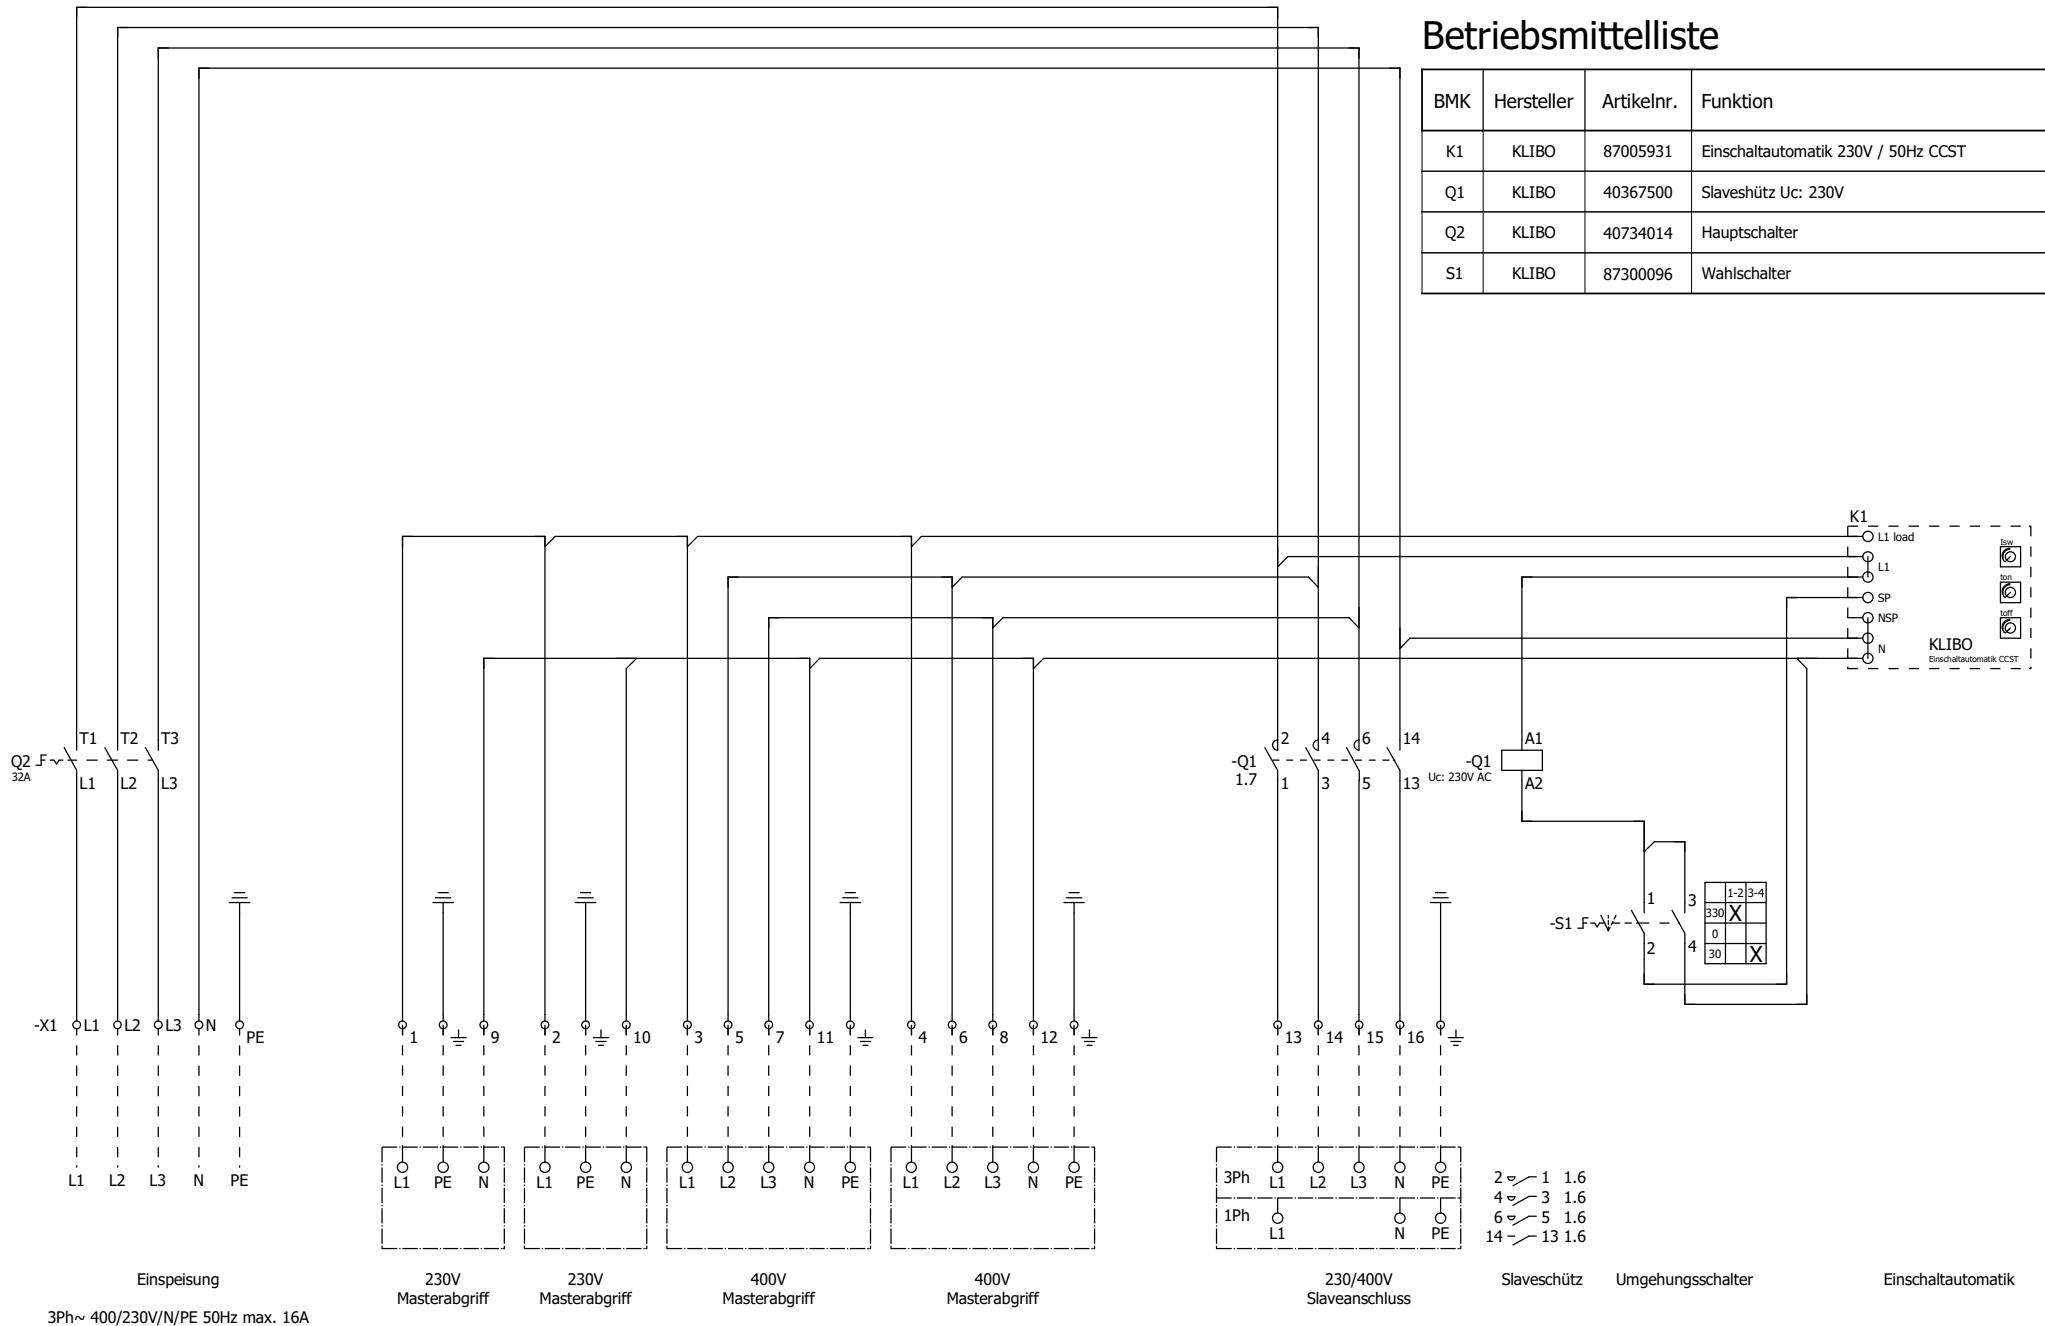 Betriebsmittelliste
BMK Hersteller Artikelnr. Funktion
K1 KLIBO 87005931 Einschaltautomatik 230V / 50Hz CCST
Q1 KLIBO 40367500 Slaveshütz Uc: 230V
Q2 KLIBO 40734014 Hauptschalter
S1 KLIBO 87300096 Wahlschalter
K1
L1 load
Isw
L1
ton
SP
NSP
toff
N
KLIBO
Einschaltautomatik CCST
T1 T2 T3
Q2
32A
L1 L2 L3
2 4 6 14
-Q1
1.7
1 3 5 13
A1
-Q1
Uc: 230V AC
A2
1 3
-S1
2 4
1-2 3-4
330 X
0
30 X
-X1 L1 L2 L3 N PE
1 9 2 10 3 5 7 11 4 6 8 12 13 14 15 16
L1 L2 L3 N PE
L1 PE N
L1 PE N
L1 L2 L3 N PE
L1 L2 L3 N PE
3Ph L1 L2 L3 N PE
1Ph L1 N PE
2 1 1.6
4 3 1.6
6 5 1.6
14 13 1.6
Einspeisung
3Ph~ 400/230V/N/PE 50Hz max. 16A
230V
Masterabgriff
230V
Masterabgriff
400V
Masterabgriff
400V
Masterabgriff
230/400V
Slaveanschluss
Slaveschütz
Umgehungsschalter
Einschaltautomatik